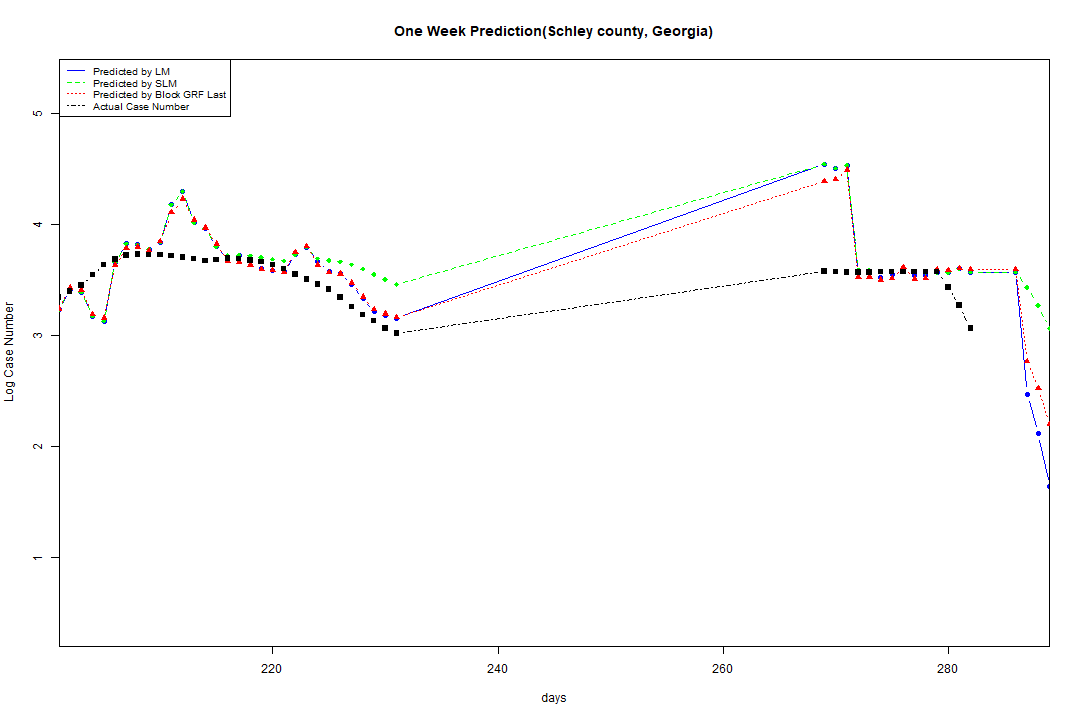 One Week Prediction(Schley county, Georgia)
Predicted by LM
Predicted by SLM
Predicted by Block GRF Last
Actual Case Number
5
4
3
2
1
Log Case Number
220
240
260
280
days